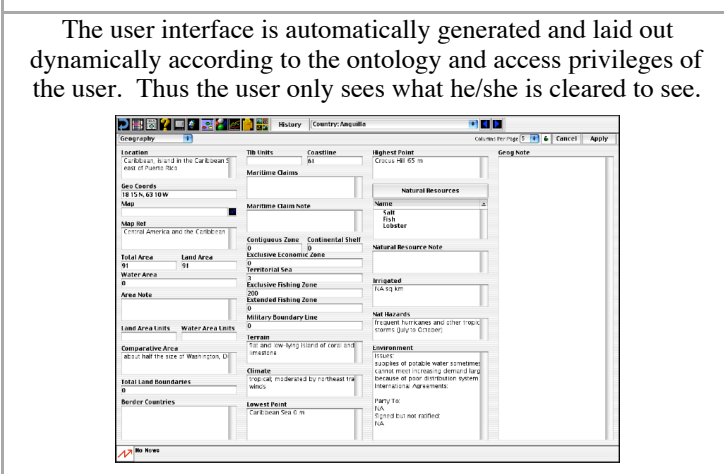 The user interface is automatically generated and laid out
dynamically according to the ontology and access privileges of
the user. Thus the user only sees what he/she is cleared to see.
History Country: Anguilla
Geography Columns Per Page 5 & Cancel Apply
Location
Caribbean, island in the Caribbean S
east of Puerto Rico
Geo Coords
18 15 N, 63 10 W
Map
Map Ref
Central America and the Caribbean
Total Area Land Area
91 91
Water Area
0
Area Note
Land Area Units Water Area Units
Comparative Area
about half the size of Washington, D
Total Land Boundaries
0
Border Countries
Tib Units Coastline
61
Maritime Claims
Maritime Claim Note
Contiguous Zone Continental Shelf
0 0
Exclusive Economic Zone
0
Territorial Sea
3
Exclusive Fishing Zone
200
Extended Fishing Zone
0
Military Boundary Line
0
Terrain
flat and low-lying island of coral and
limestone
Climate
tropical; moderated by northeast tra
winds
Lowest Point
Caribbean Sea 0 m
Highest Point
Crocus Hill 65 m
Natural Resources
Name
Salt
Fish
Lobster
Natural Resource Note
Irrigated
NA sq km
Nat Hazards
frequent hurricanes and other tropic
storms (July to October)
Environment
Issues:
supplies of potable water sometimes
cannot meet increasing demand larg
because of poor distribution system
International Agreements:
Party To:
NA
Signed but not ratified:
NA
Geog Note
No News